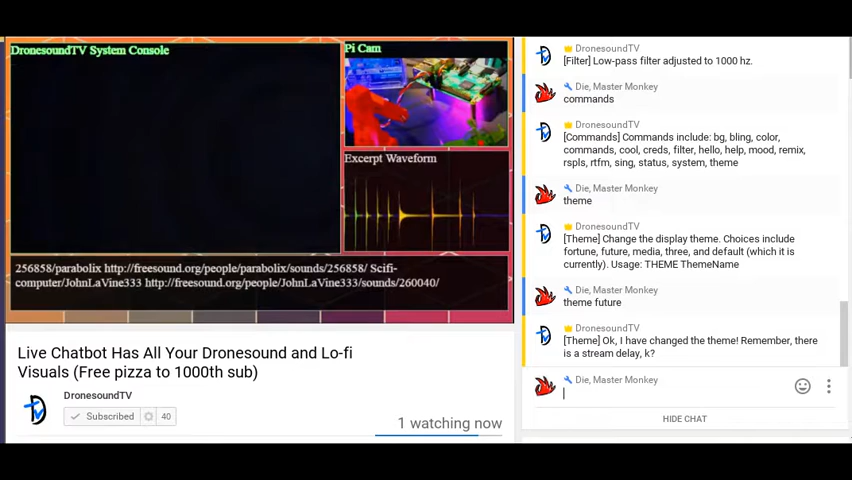 DronesoundTV System Console
Pi Cam
Excerpt Waveform
256858/parabolix http://freesound.org/people/parabolix/sounds/256858/ Scifi-
computer/JohnLaVine333 http://freesound.org/people/JohnLaVine333/sounds/260040/
Live Chatbot Has All Your Dronesound and Lo-fi
Visuals (Free pizza to 1000th sub)
DronesoundTV
Subscribed 40
1 watching now
DronesoundTV
[Filter] Low-pass filter adjusted to 1000 hz.
Die, Master Monkey
commands
DronesoundTV
[Commands] Commands include: bg, bling, color,
commands, cool, creds, filter, hello, help, mood, remix,
rspls, rtfm, sing, status, system, theme
Die, Master Monkey
theme
DronesoundTV
[Theme] Change the display theme. Choices include
fortune, future, media, three, and default (which it is
currently). Usage: THEME ThemeName
Die, Master Monkey
theme future
DronesoundTV
[Theme] Ok, I have changed the theme! Remember, there
is a stream delay, k?
Die, Master Monkey
HIDE CHAT